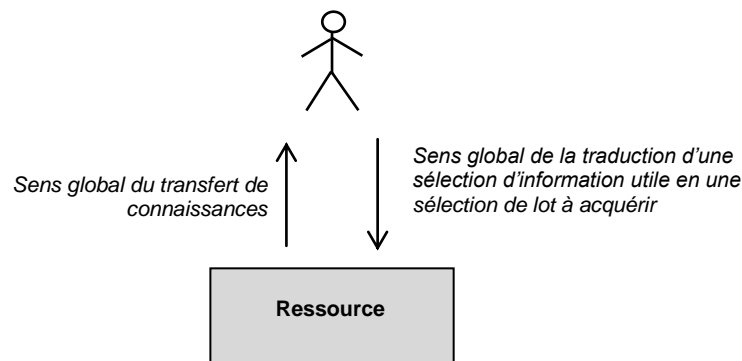 Sens global du transfert de
connaissances
Sens global de la traduction d’une
sélection d’information utile en une
sélection de lot à acquérir
Ressource